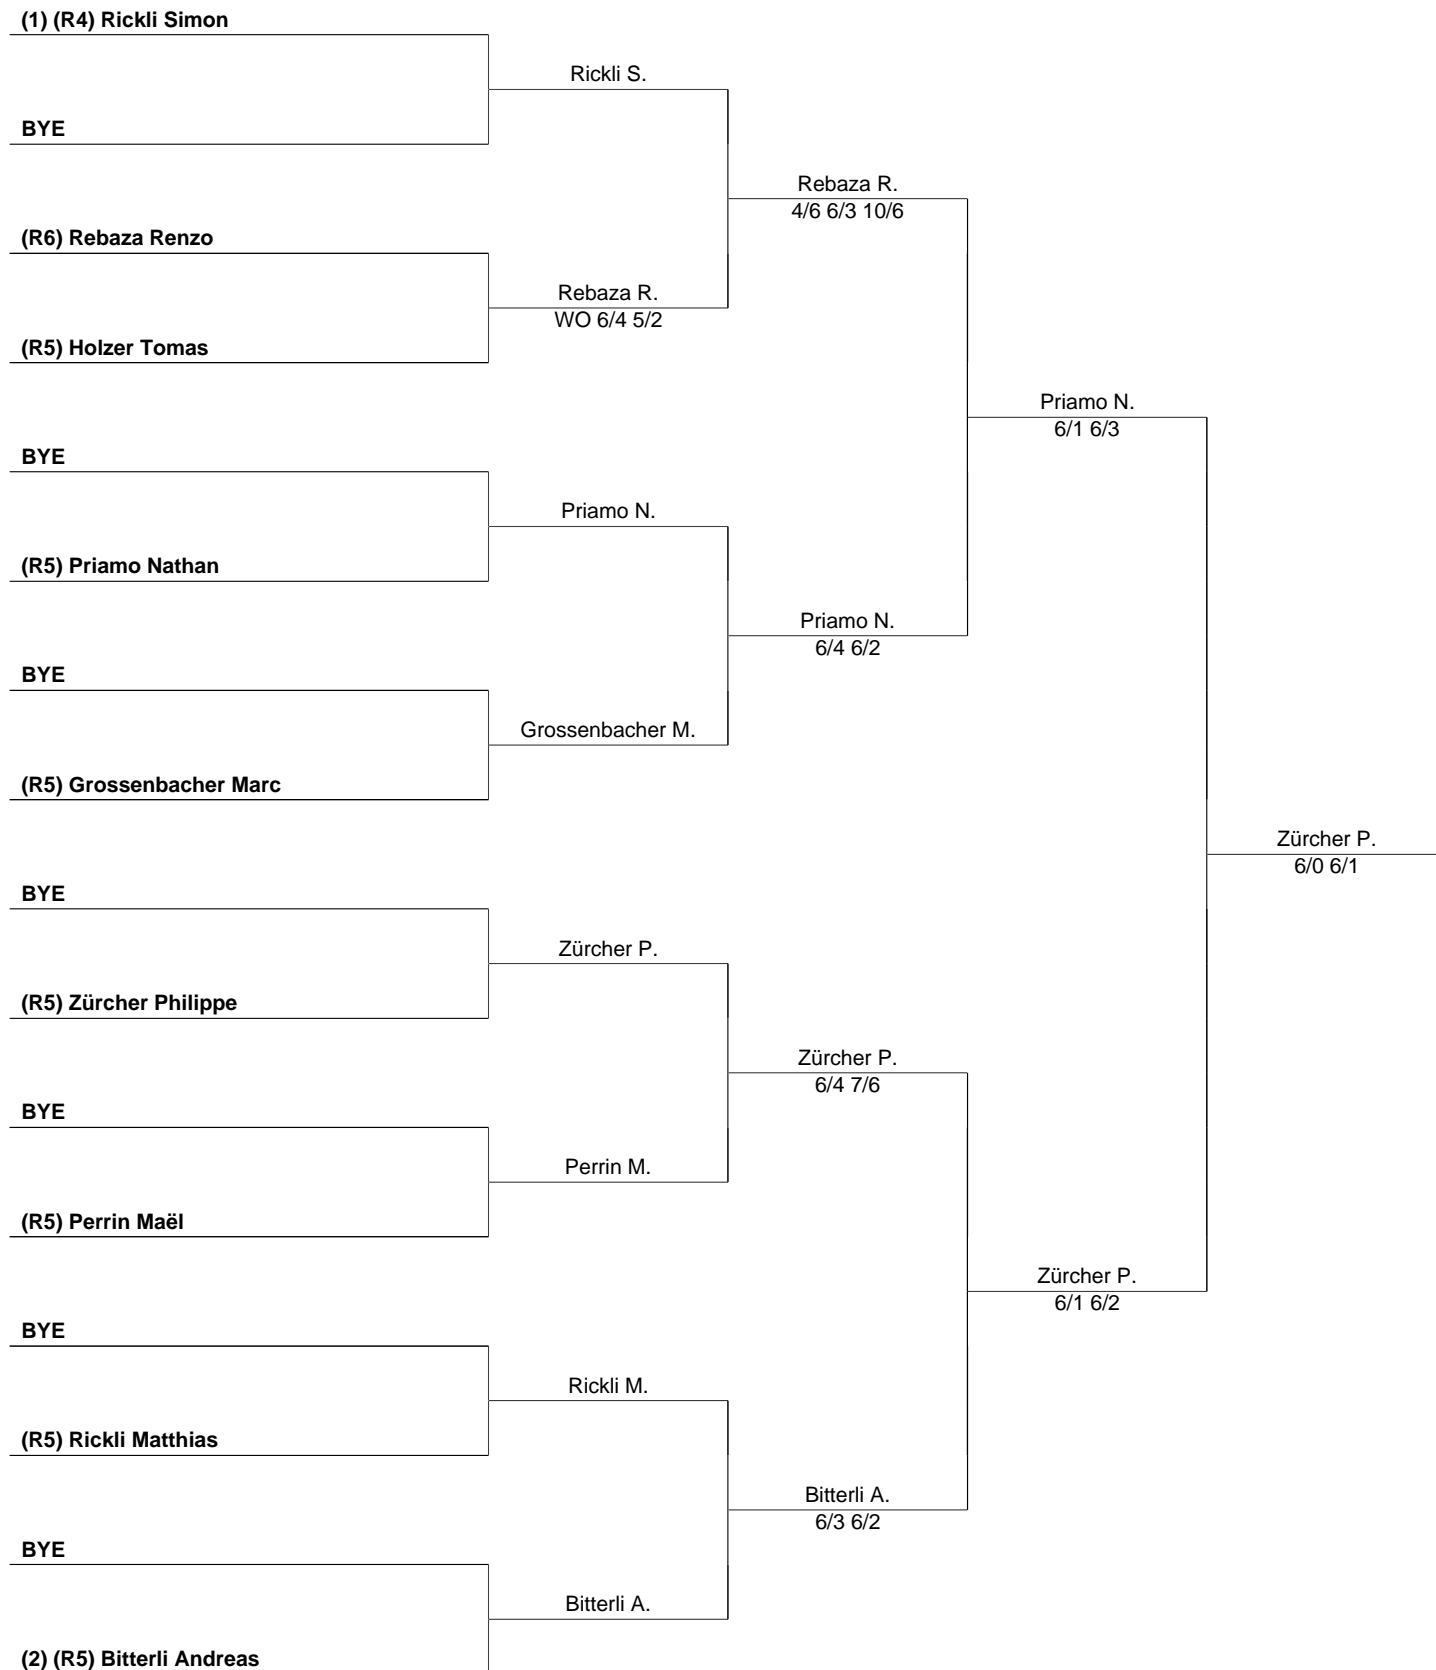 (1) (R4) Rickli Simon
Rickli S.
BYE
Rebaza R.
4/6 6/3 10/6
(R6) Rebaza Renzo
Rebaza R.
WO 6/4 5/2
(R5) Holzer Tomas
Priamo N.
6/1 6/3
BYE
Priamo N.
(R5) Priamo Nathan
Priamo N.
6/4 6/2
BYE
Grossenbacher M.
(R5) Grossenbacher Marc
Zürcher P.
6/0 6/1
BYE
Zürcher P.
(R5) Zürcher Philippe
Zürcher P.
6/4 7/6
BYE
Perrin M.
(R5) Perrin Maël
Zürcher P.
6/1 6/2
BYE
Rickli M.
(R5) Rickli Matthias
Bitterli A.
6/3 6/2
BYE
Bitterli A.
(2) (R5) Bitterli Andreas